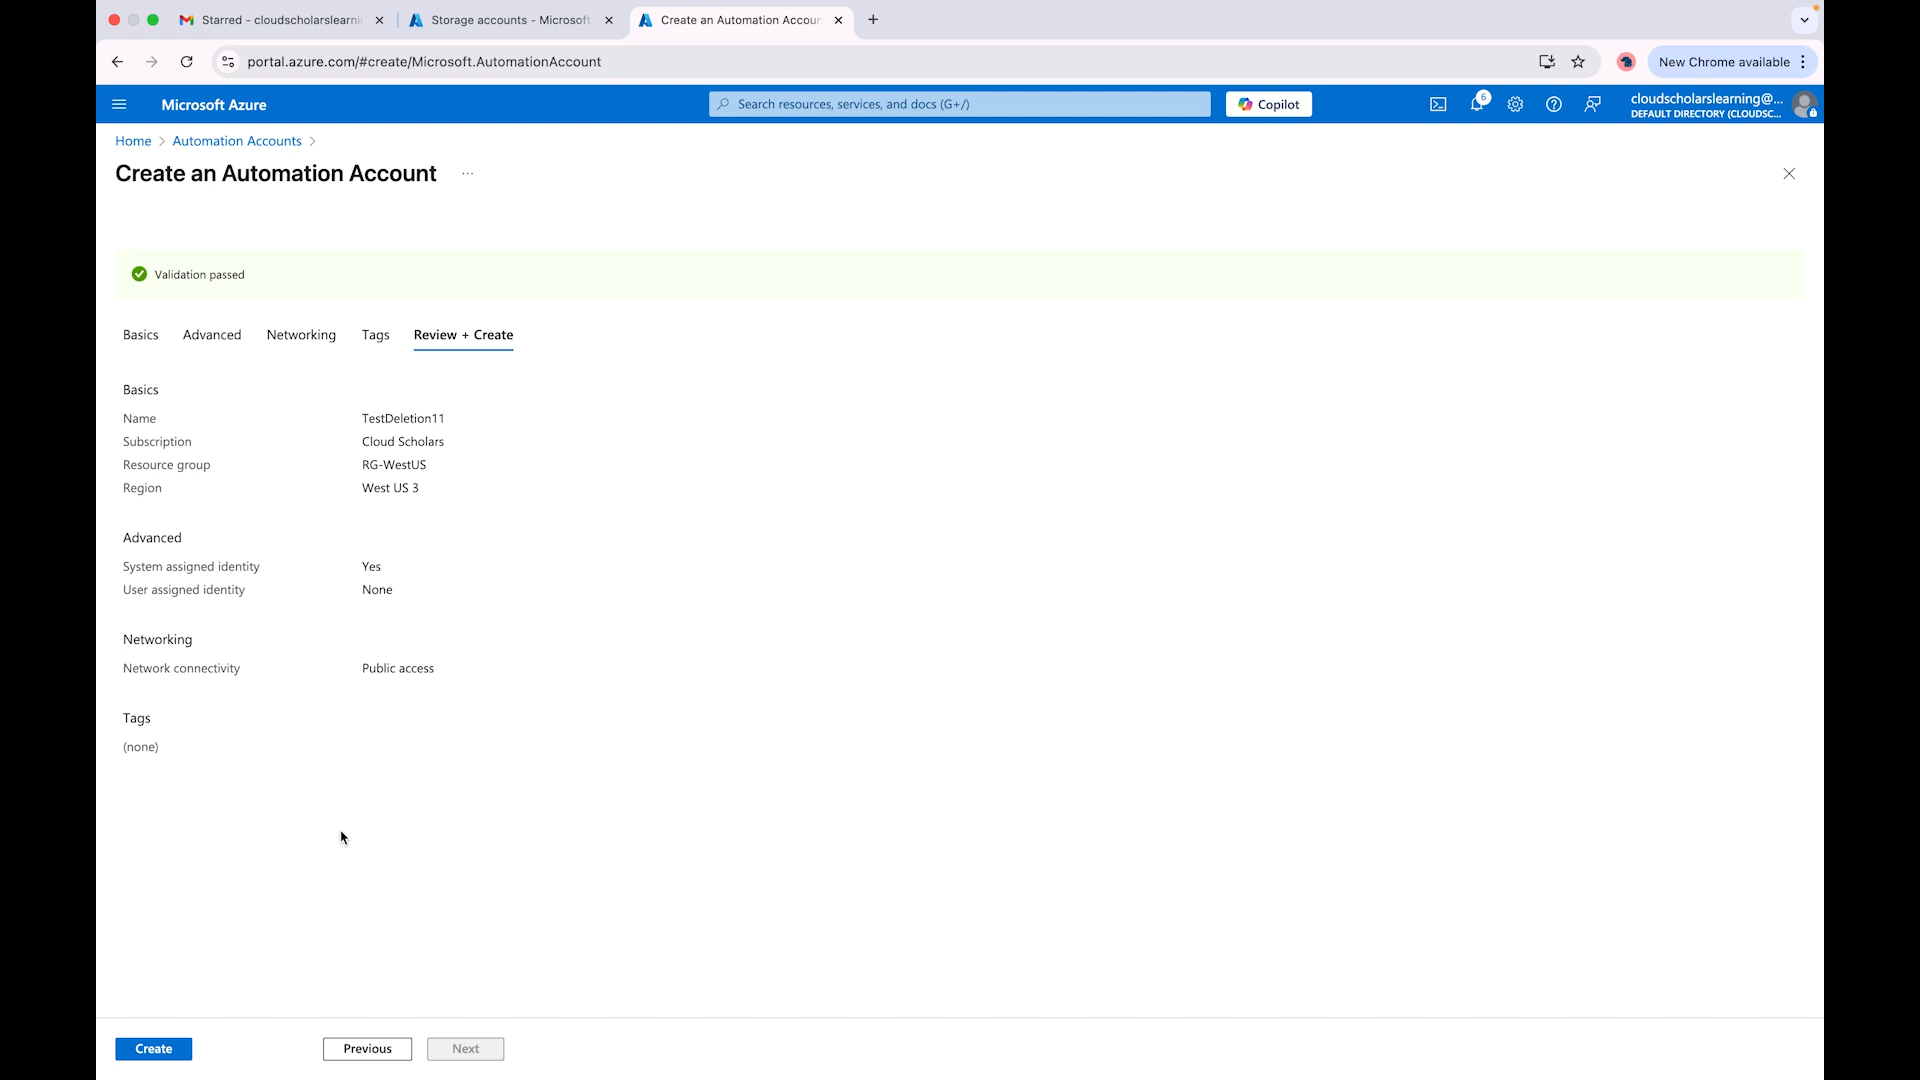 Starred - cloudscholarslearni
Storage accounts - Microsoft
Create an Automation Accoun
portal.azure.com/#create/Microsoft.AutomationAccount
New Chrome available
Microsoft Azure
Search resources, services, and docs (G+/)
Copilot
6
cloudscholarslearning@...
DEFAULT DIRECTORY (CLOUDSC...
Home > Automation Accounts >
Create an Automation Account ...
Validation passed
Basics Advanced Networking Tags Review + Create
Basics
Name TestDeletion11
Subscription Cloud Scholars
Resource group RG-WestUS
Region West US 3
Advanced
System assigned identity Yes
User assigned identity None
Networking
Network connectivity Public access
Tags
(none)
Create Previous Next